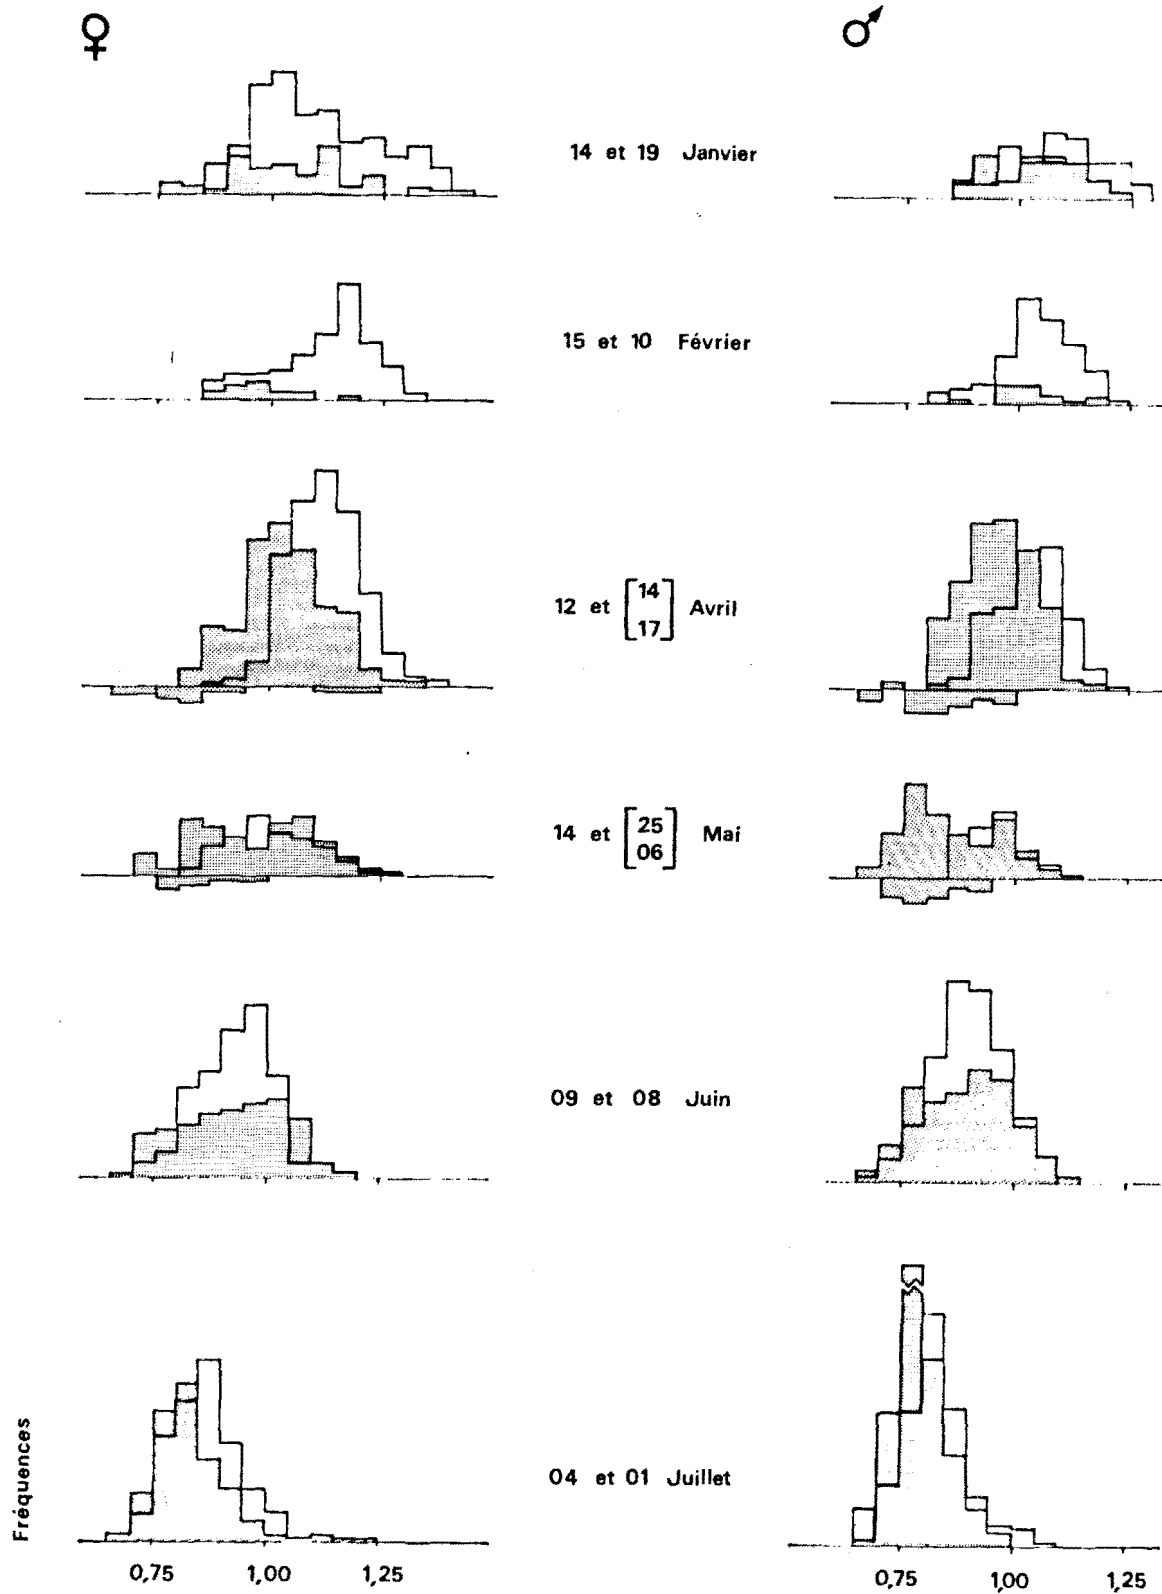 ♀ ♂
14 et 19 Janvier
15 et 10 Février
12 et [14 17] Avril
14 et [25 06] Mai
09 et 08 Juin
04 et 01 Juillet
Fréquences
0,75 1,00 1,25 0,75 1,00 1,25